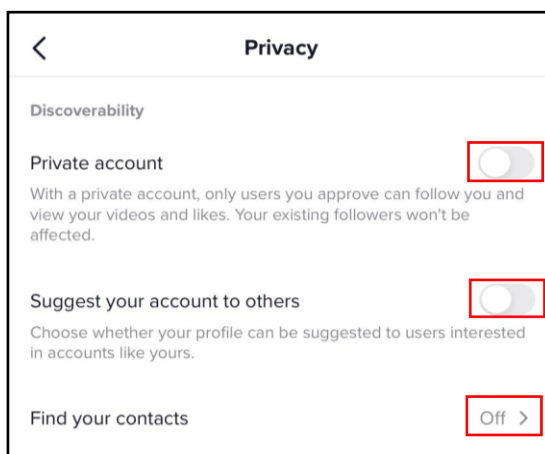 Privacy
Discoverability
Private account
With a private account, only users you approve can follow you and
view your videos and likes. Your existing followers won't be
affected.
Suggest your account to others
Choose whether your profile can be suggested to users interested
in accounts like yours.
Find your contacts Off